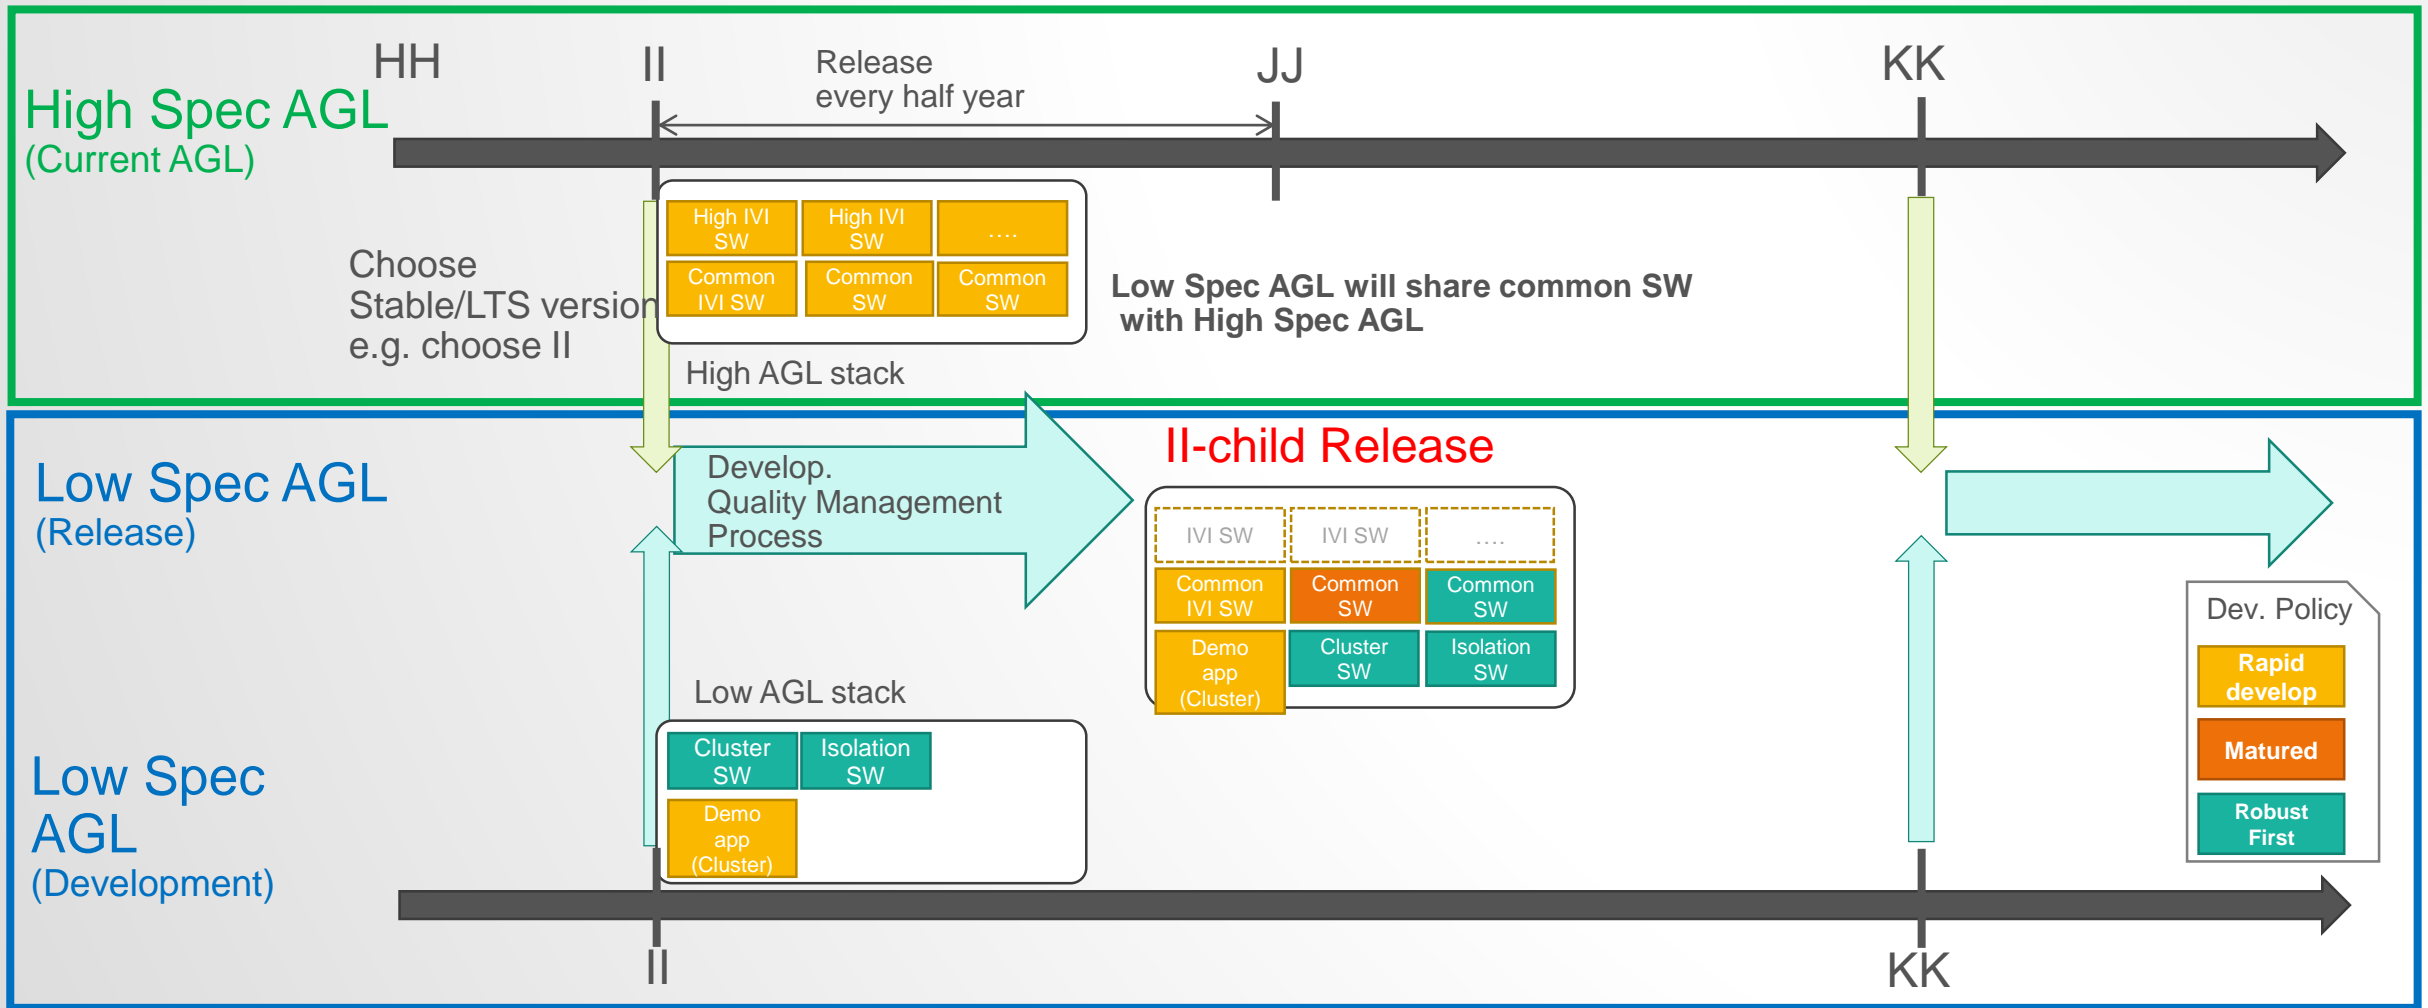 HH
II
Release
every half year
JJ
KK
High Spec AGL
(Current AGL)
High IVI
SW
High IVI
SW
....
Common
IVI SW
Common
SW
Common
SW
Choose
Stable/LTS version
e.g. choose II
Low Spec AGL will share common SW
with High Spec AGL
High AGL stack
Low Spec AGL
(Release)
Develop.
Quality Management
Process
II-child Release
IVI SW
IVI SW
....
Common
IVI SW
Common
SW
Common
SW
Demo
app
(Cluster)
Cluster
SW
Isolation
SW
Dev. Policy
Rapid
develop
Matured
Robust
First
Low AGL stack
Cluster
SW
Isolation
SW
Demo
app
(Cluster)
Low Spec
AGL
(Development)
II
KK